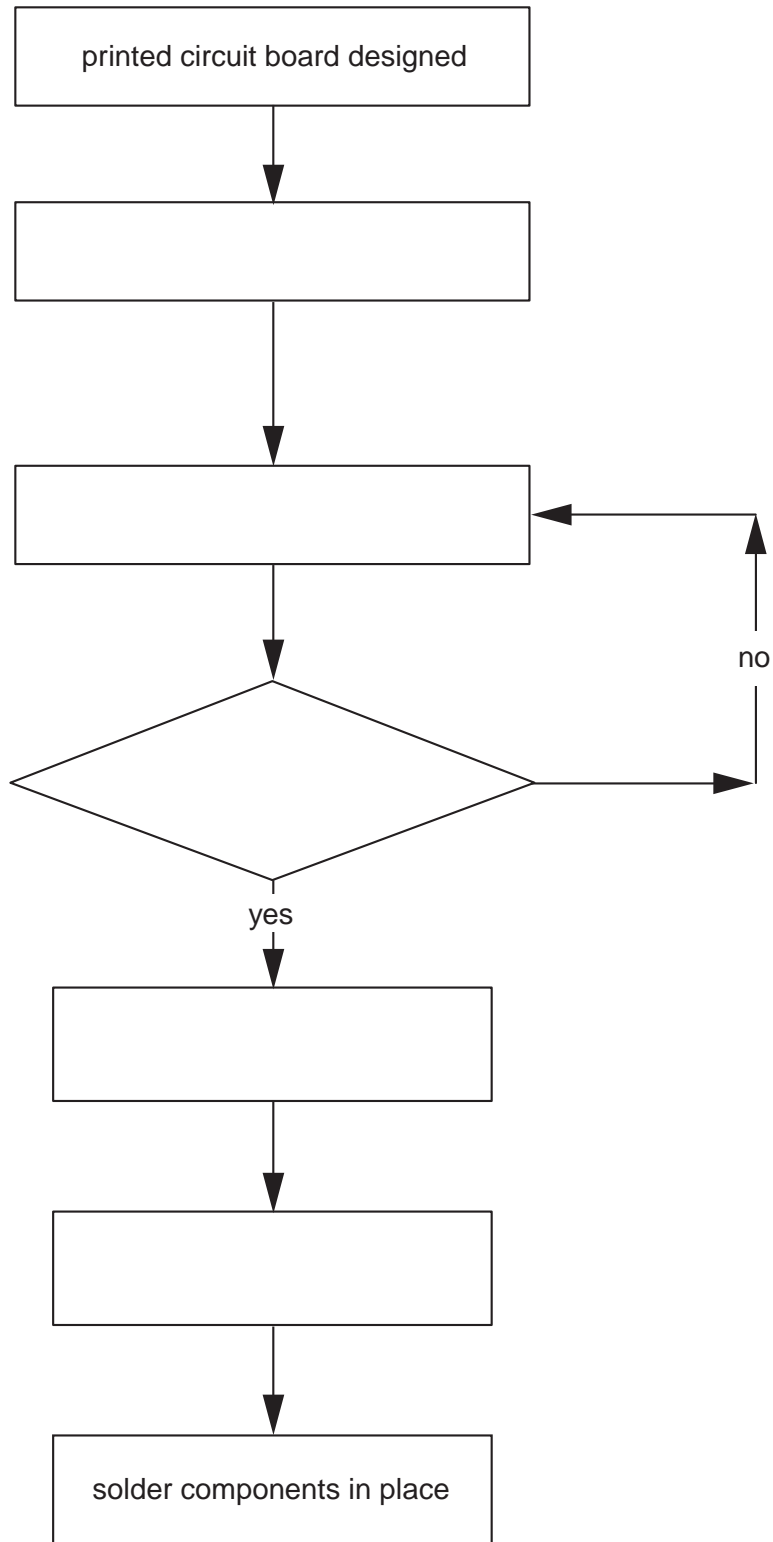 printed circuit board designed
no
yes
solder components in place